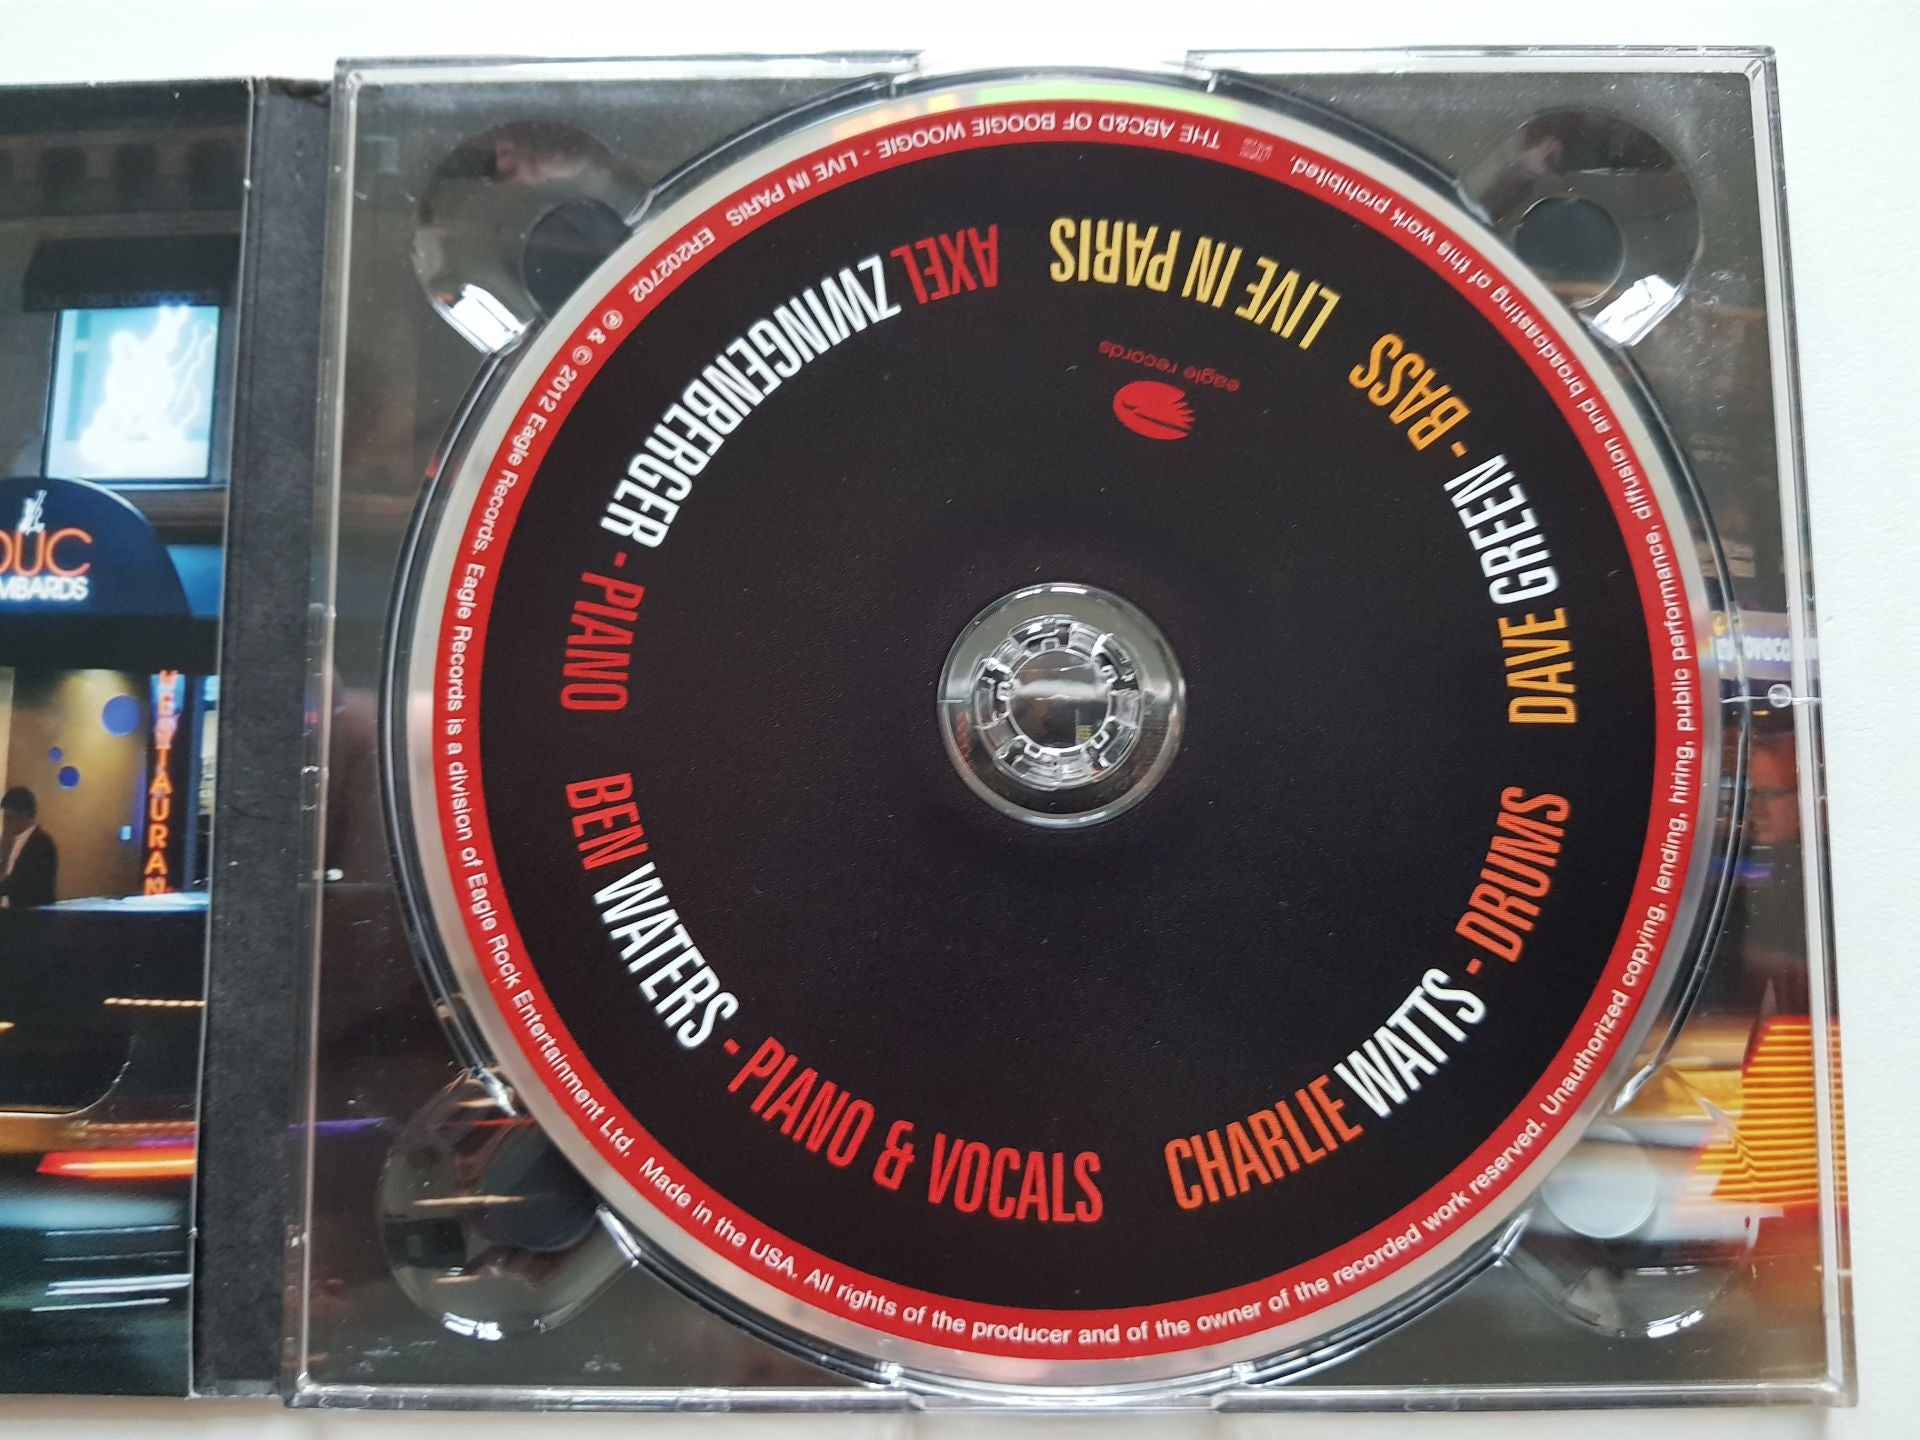 AXEL ZWINGENBERGER - PIANO
BEN WATERS - PIANO & VOCALS
CHARLIE WATTS - DRUMS
DAVE GREEN - BASS
LIVE IN PARIS
eagle records
THE ABC&D OF BOOGIE WOOGIE - LIVE IN PARIS ER202702
℗ & © 2012 Eagle Records. Eagle Records is a division of Eagle Rock Entertainment Ltd. Made in the USA. All rights of the producer and of the owner of the recorded work reserved. Unauthorized copying, lending, hiring, public performance, diffusion and broadcasting of this work prohibited.
DUC
MBARDS